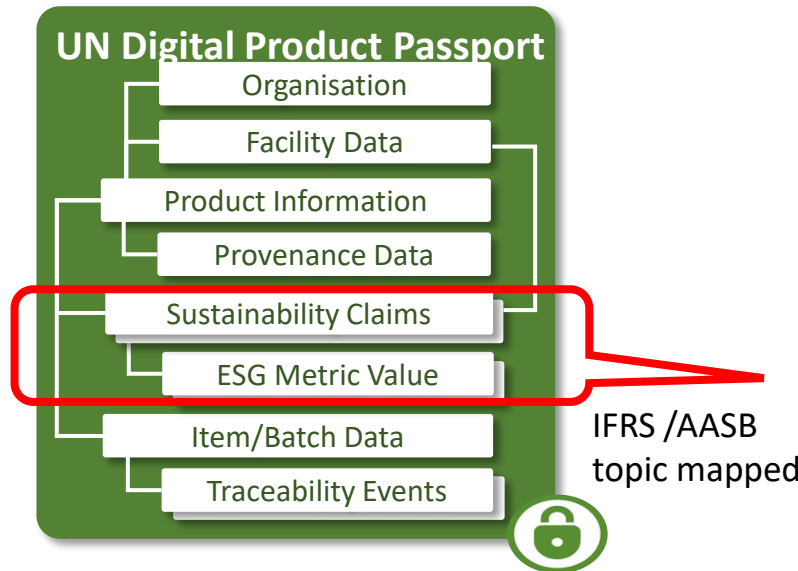 UN Digital Product Passport
Organisation
Facility Data
Product Information
Provenance Data
Sustainability Claims
ESG Metric Value
Item/Batch Data
Traceability Events
IFRS /AASB
topic mapped